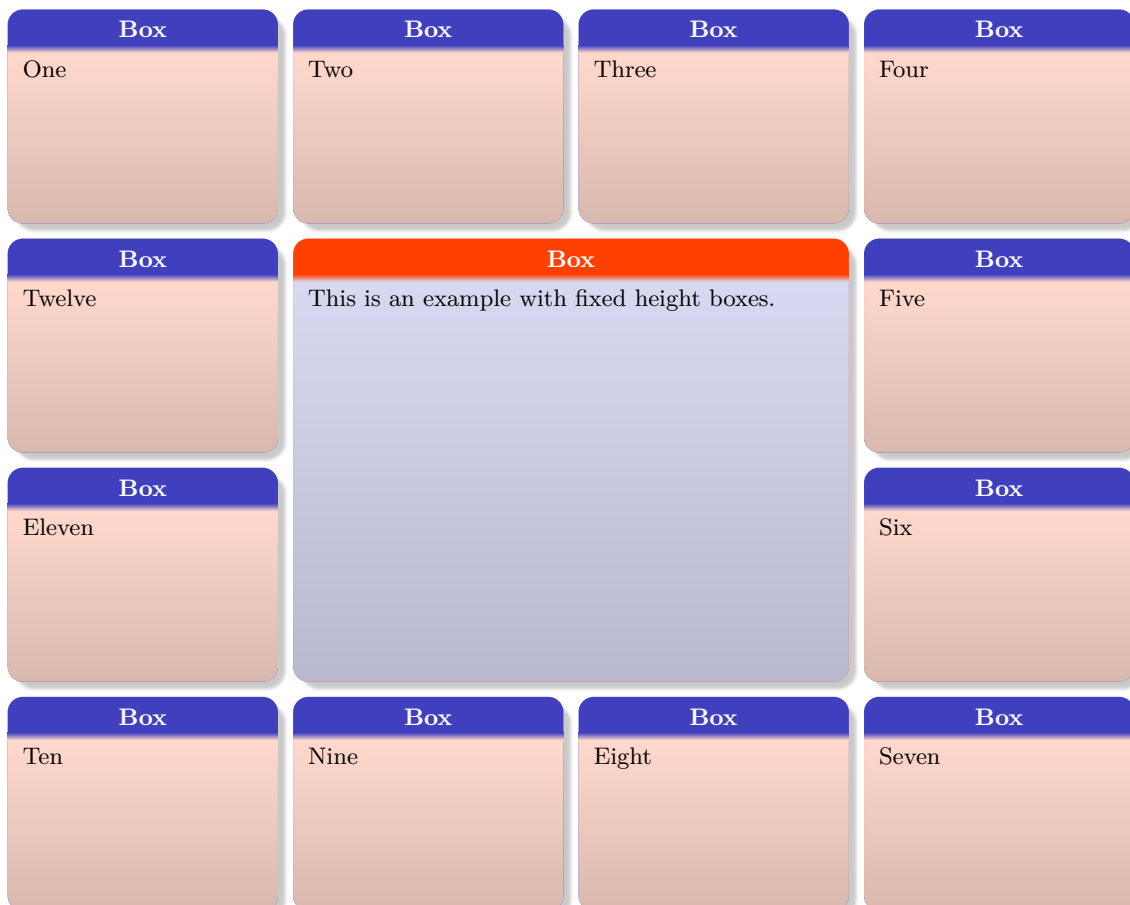 Box
One
Box
Two
Box
Three
Box
Four
Box
Twelve
Box
This is an example with fixed height boxes.
Box
Five
Box
Eleven
Box
Six
Box
Ten
Box
Nine
Box
Eight
Box
Seven